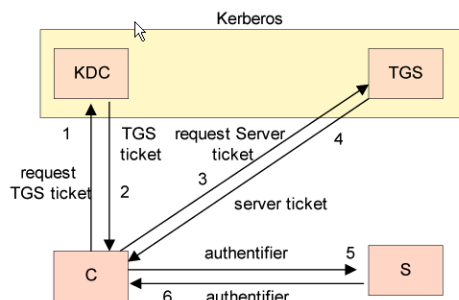 Kerberos
KDC
TGS
1
TGS
ticket
request Server
ticket
4
request
TGS ticket
2
3
server ticket
C
authentifier
5
S
6
authentifier